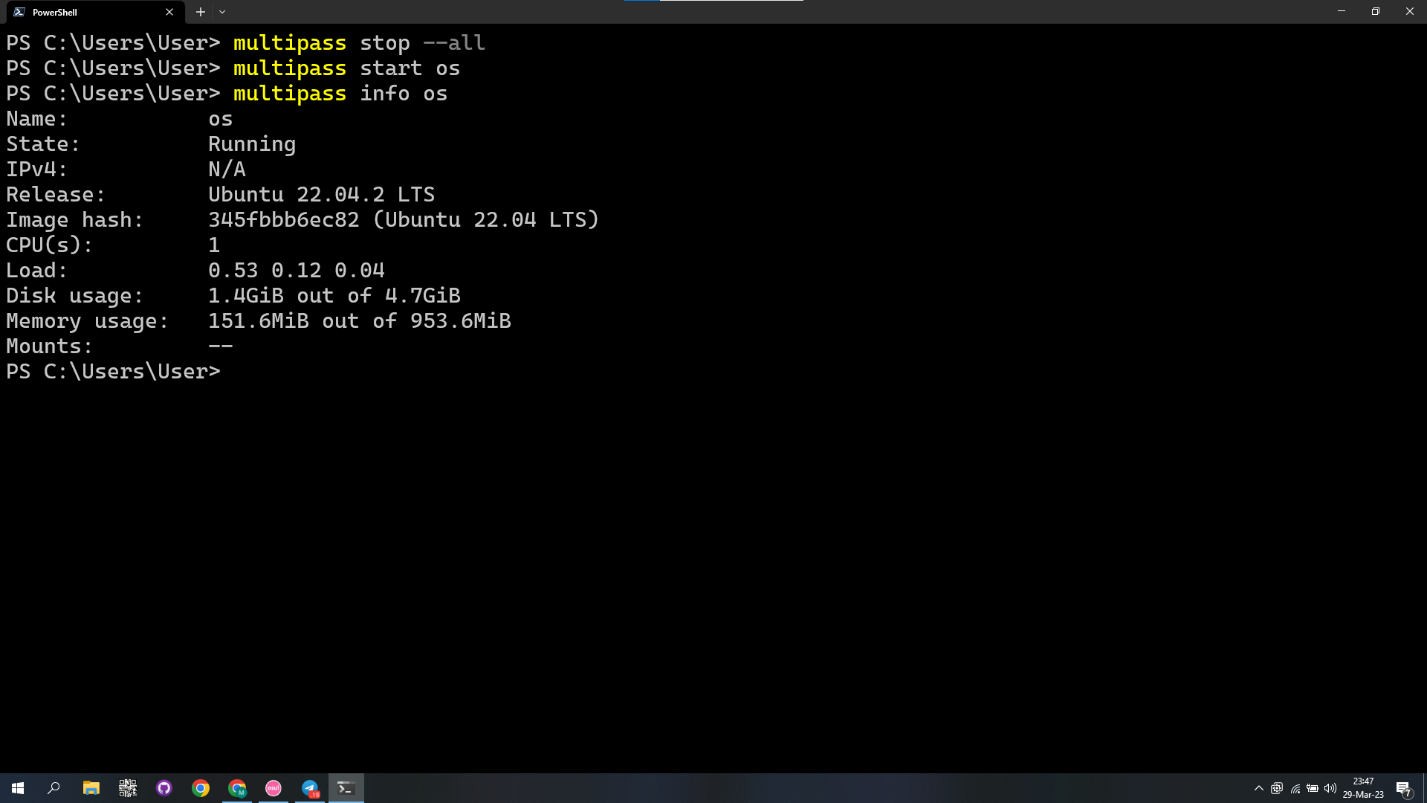 PowerShell
PS C:\Users\User> multipass stop --all
PS C:\Users\User> multipass start os
PS C:\Users\User> multipass info os
Name:           os
State:          Running
IPv4:           N/A
Release:        Ubuntu 22.04.2 LTS
Image hash:     345fbbb6ec82 (Ubuntu 22.04 LTS)
CPU(s):         1
Load:           0.53 0.12 0.04
Disk usage:     1.4GiB out of 4.7GiB
Memory usage:   151.6MiB out of 953.6MiB
Mounts:         --
PS C:\Users\User>
23:47
29-Mar-23
7